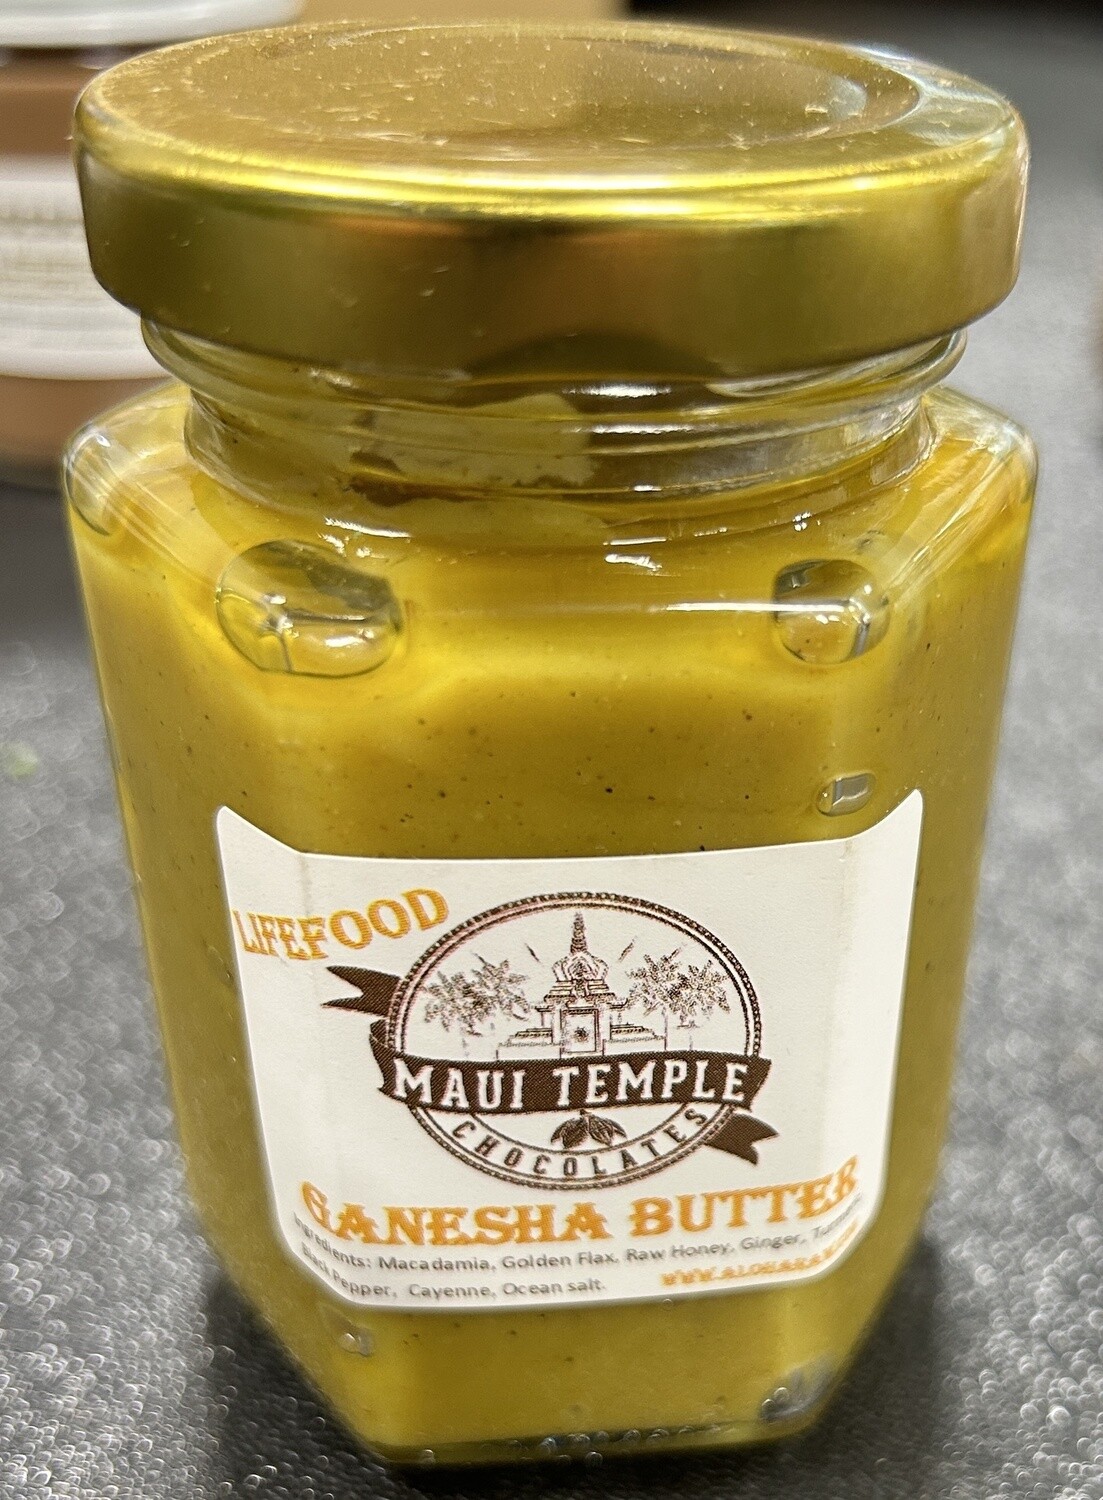 LIFEFOOD
MAUI TEMPLE
CHOCOLATES
GANESHA BUTTER
Ingredients: Macadamia, Golden Flax, Raw Honey, Ginger,
Black Pepper, Cayenne, Ocean salt.